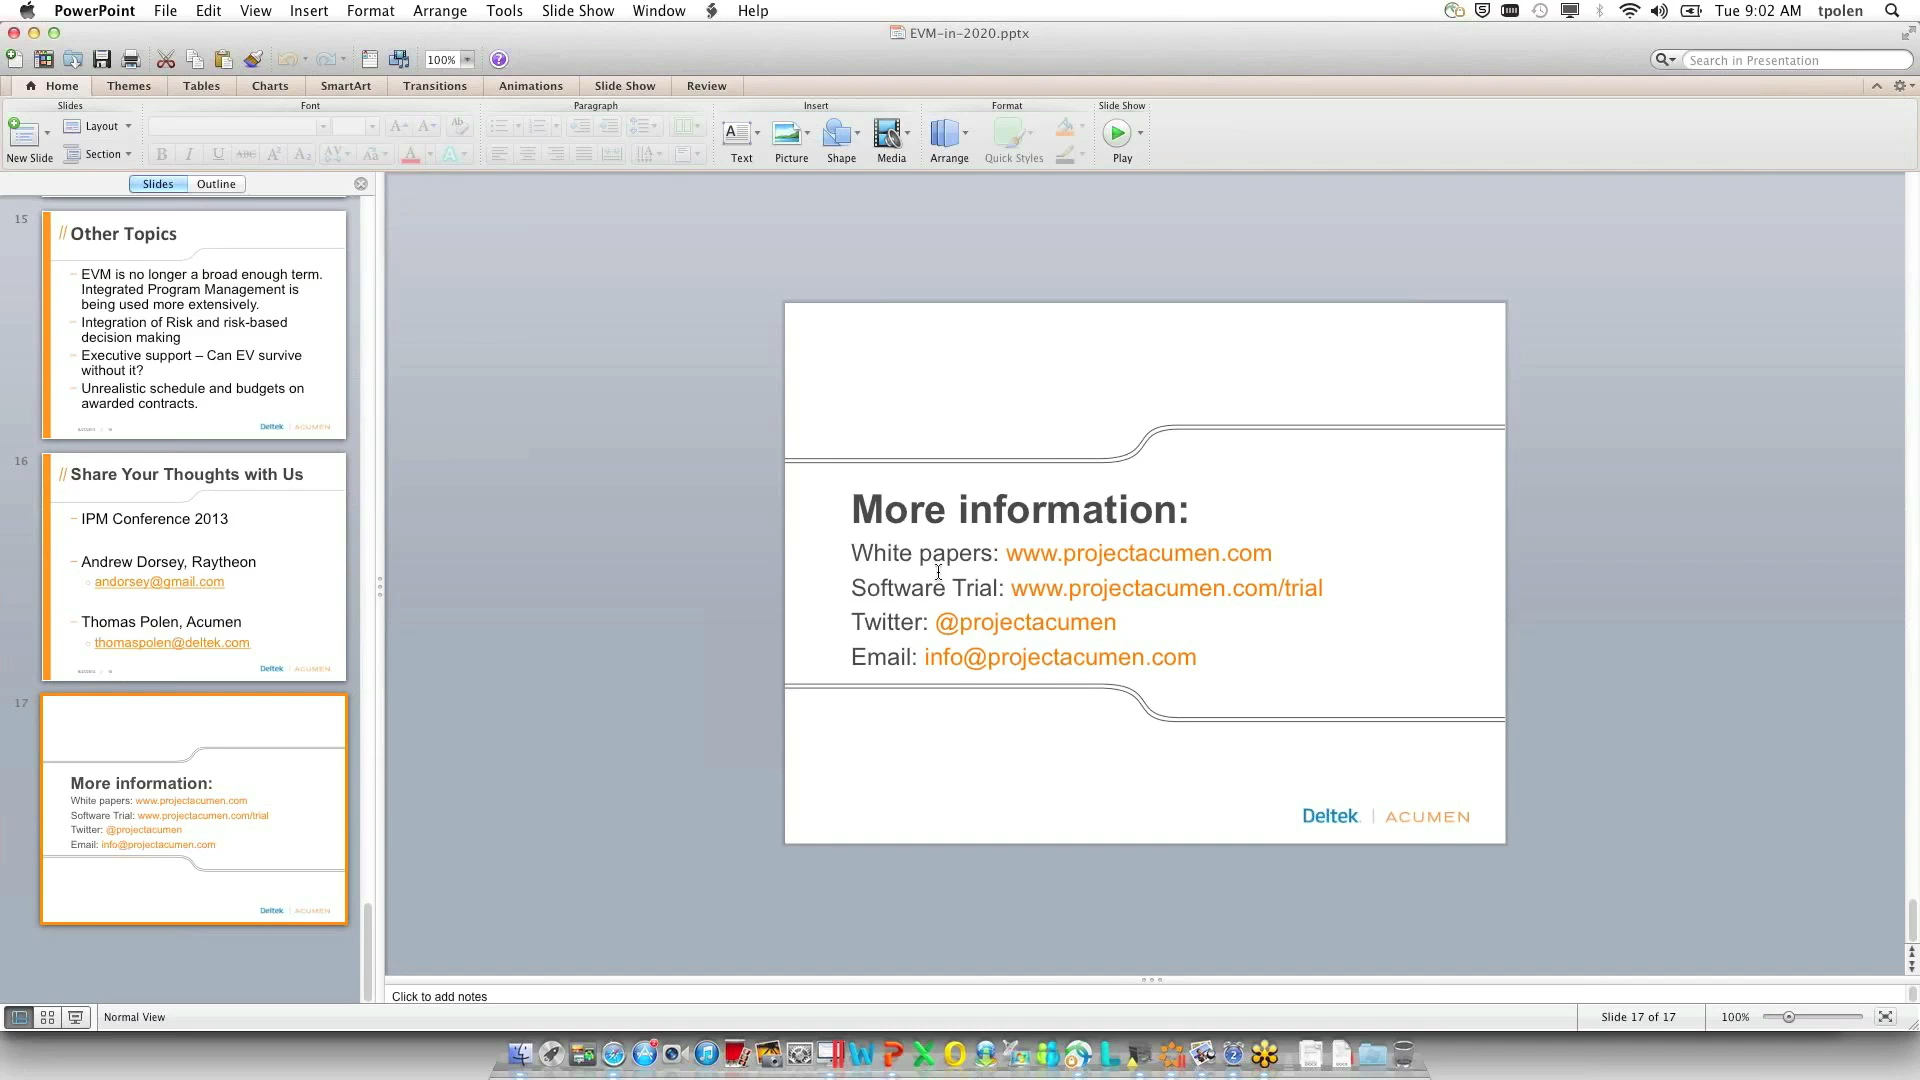 PowerPoint File Edit View Insert Format Arrange Tools Slide Show Window Help Tue 9:02 AM tpolen
EVM-in-2020.pptx
100% Search in Presentation
Home Themes Tables Charts SmartArt Transitions Animations Slide Show Review
Slides Font Paragraph Insert Format Slide Show
Layout
Section
New Slide Text Picture Shape Media Arrange Quick Styles Play
Slides Outline
15
// Other Topics
– EVM is no longer a broad enough term.
Integrated Program Management is
being used more extensively.
– Integration of Risk and risk-based
decision making
– Executive support – Can EV survive
without it?
– Unrealistic schedule and budgets on
awarded contracts.
Deltek | ACUMEN
16
// Share Your Thoughts with Us
– IPM Conference 2013
– Andrew Dorsey, Raytheon
○ andorsey@gmail.com
– Thomas Polen, Acumen
○ thomaspolen@deltek.com
Deltek | ACUMEN
17
More information:
White papers: www.projectacumen.com
Software Trial: www.projectacumen.com/trial
Twitter: @projectacumen
Email: info@projectacumen.com
Deltek | ACUMEN
More information:
White papers: www.projectacumen.com
Software Trial: www.projectacumen.com/trial
Twitter: @projectacumen
Email: info@projectacumen.com
Deltek | ACUMEN
Click to add notes
Normal View Slide 17 of 17 100%